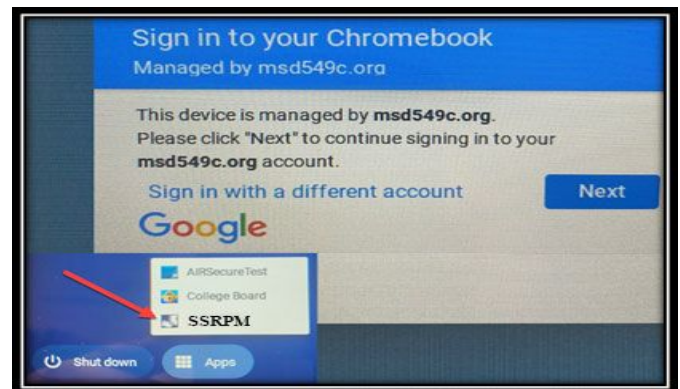 Sign in to your Chromebook
Managed by msd549c.org
This device is managed by msd549c.org.
Please click "Next" to continue signing in to your
msd549c.org account.
Sign in with a different account
Next
Google
AIRSecureTest
College Board
SSRPM
Shut down
Apps